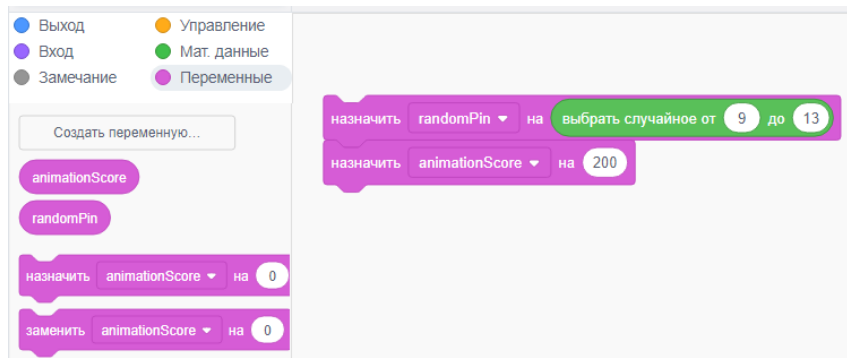 Выход
Управление
Вход
Мат. данные
Замечание
Переменные
Создать переменную...
animationScore
randomPin
назначить animationScore на 0
заменить animationScore на 0
назначить randomPin на выбрать случайное от 9 до 13
назначить animationScore на 200